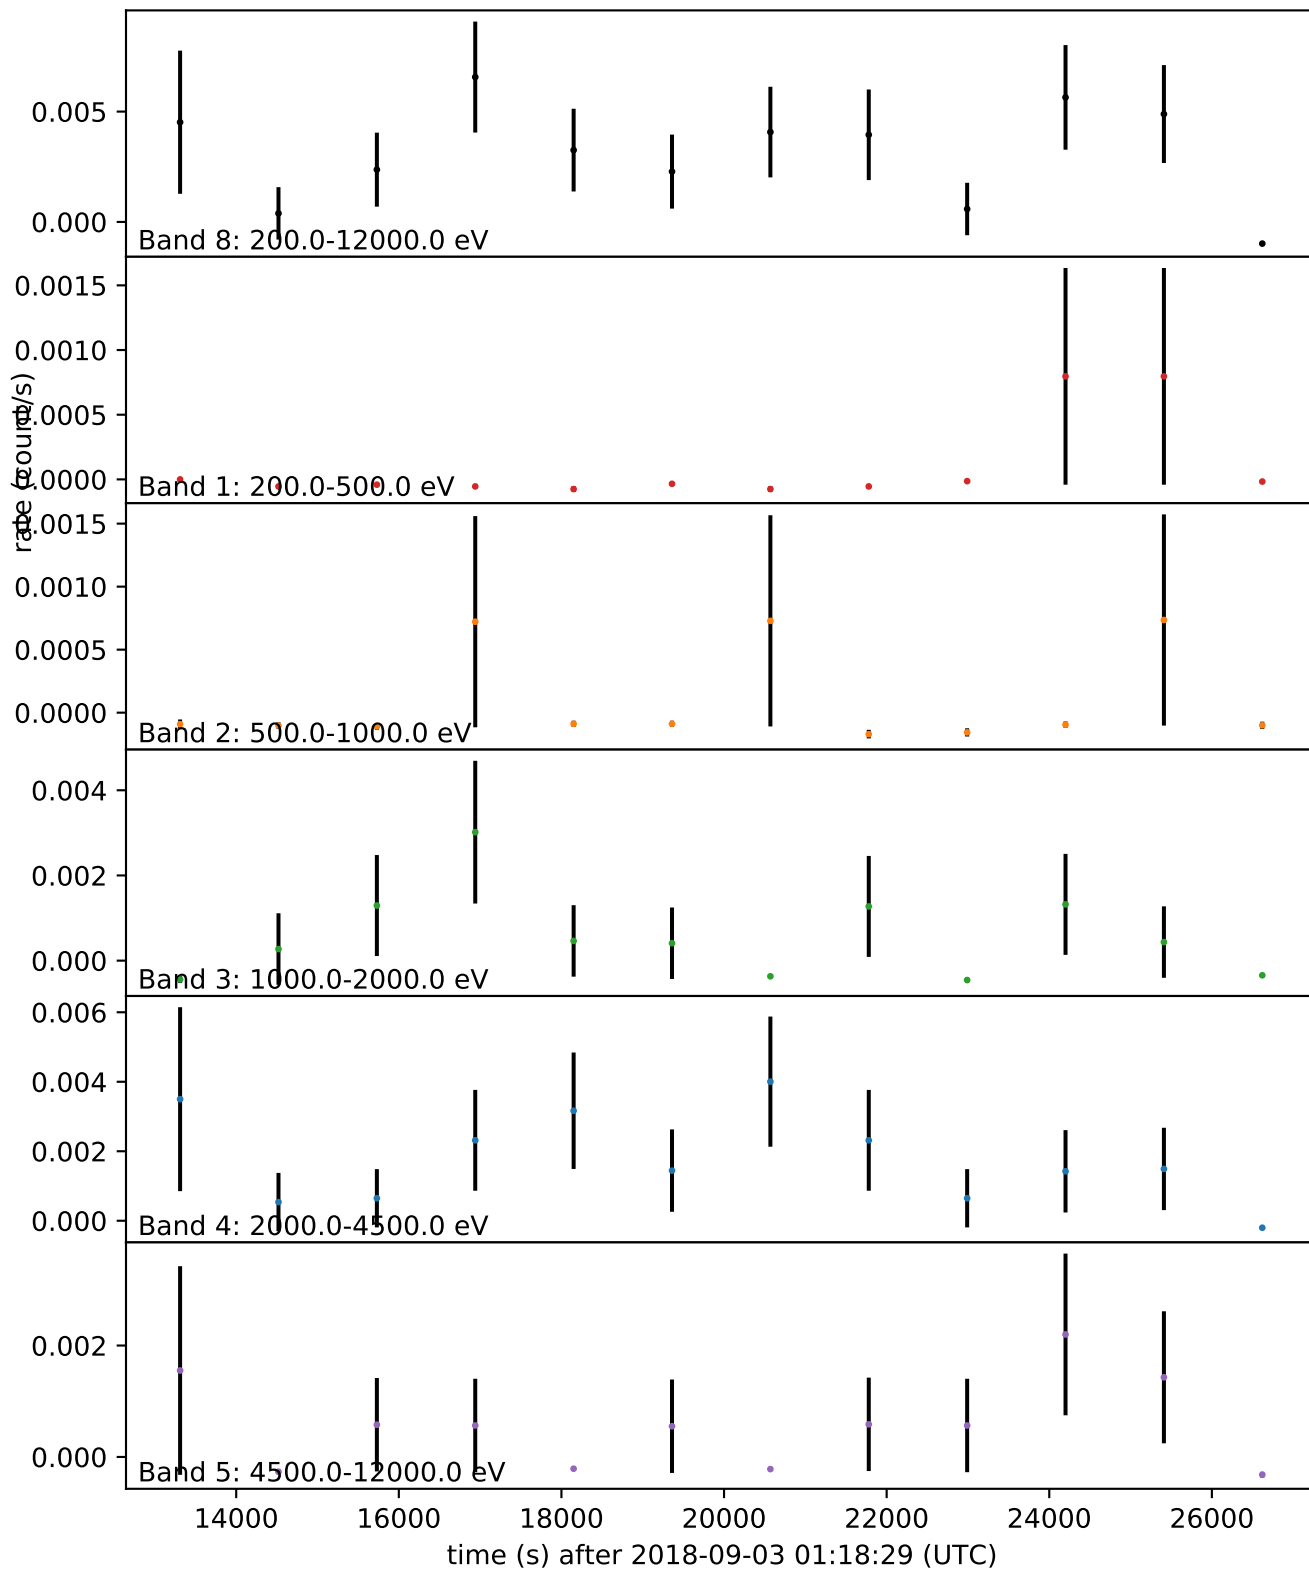 0.005
0.000
Band 8: 200.0-12000.0 eV
0.0015
0.0010
0.0005
0.0000
Band 1: 200.0-500.0 eV
rate (count/s)
0.0015
0.0010
0.0005
0.0000
Band 2: 500.0-1000.0 eV
0.004
0.002
0.000
Band 3: 1000.0-2000.0 eV
0.006
0.004
0.002
0.000
Band 4: 2000.0-4500.0 eV
0.002
0.000
Band 5: 4500.0-12000.0 eV
14000 16000 18000 20000 22000 24000 26000
time (s) after 2018-09-03 01:18:29 (UTC)